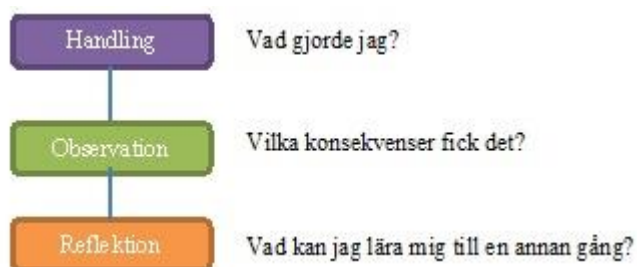 Handling
Vad gjorde jag?
Observation
Vilka konsekvenser fick det?
Reflektion
Vad kan jag lära mig till en annan gång?